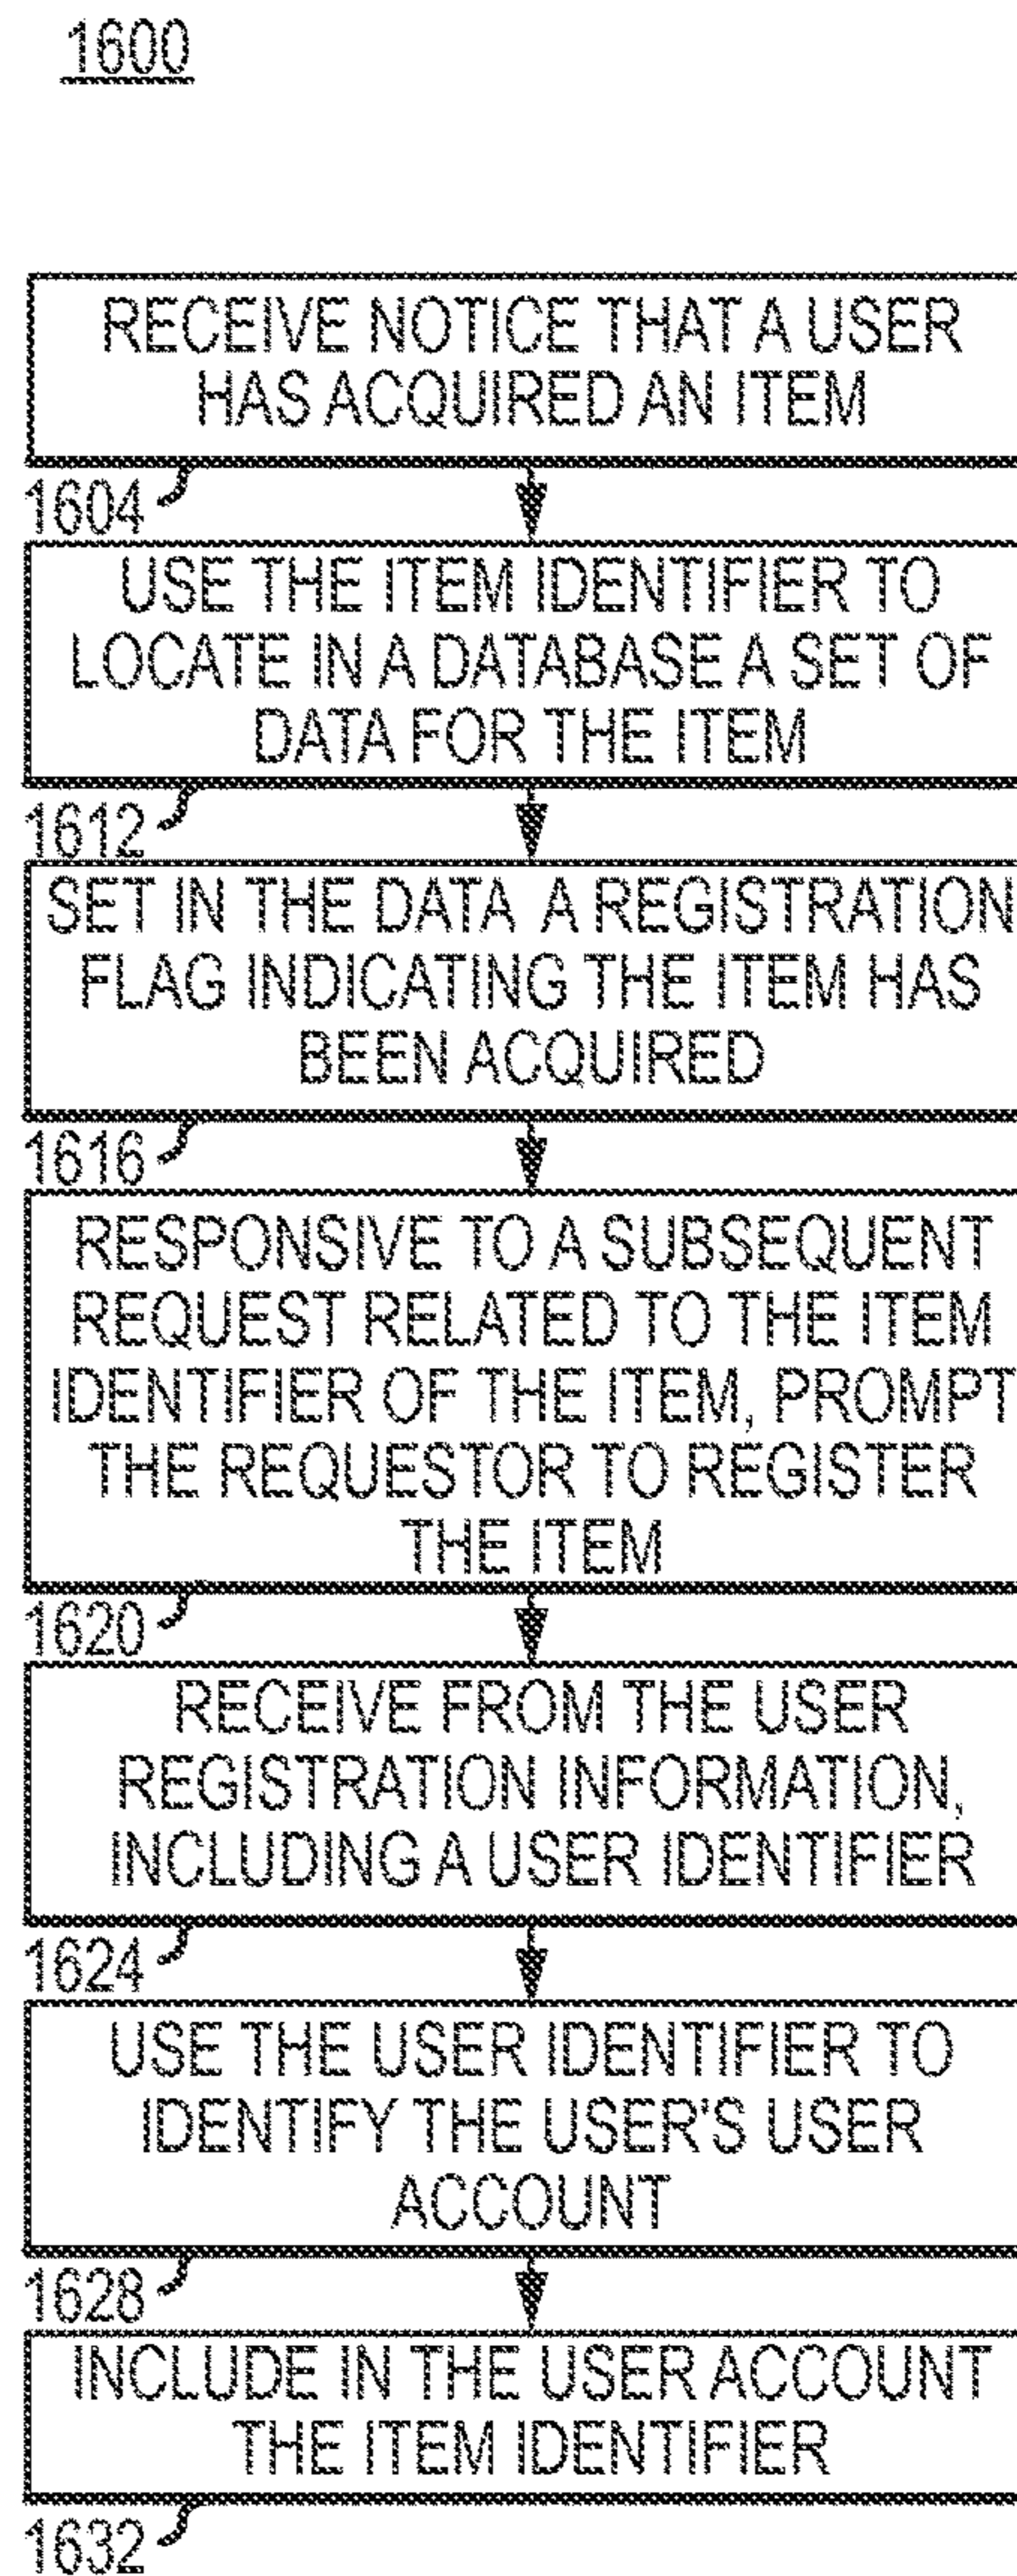 1600
RECEIVE NOTICE THAT A USER
HAS ACQUIRED AN ITEM
1604
USE THE ITEM IDENTIFIER TO
LOCATE IN A DATABASE A SET OF
DATA FOR THE ITEM
1612
SET IN THE DATA A REGISTRATION
FLAG INDICATING THE ITEM HAS
BEEN ACQUIRED
1616
RESPONSIVE TO A SUBSEQUENT
REQUEST RELATED TO THE ITEM
IDENTIFIER OF THE ITEM, PROMPT
THE REQUESTOR TO REGISTER
THE ITEM
1620
RECEIVE FROM THE USER
REGISTRATION INFORMATION,
INCLUDING A USER IDENTIFIER
1624
USE THE USER IDENTIFIER TO
IDENTIFY THE USER'S USER
ACCOUNT
1628
INCLUDE IN THE USER ACCOUNT
THE ITEM IDENTIFIER
1632